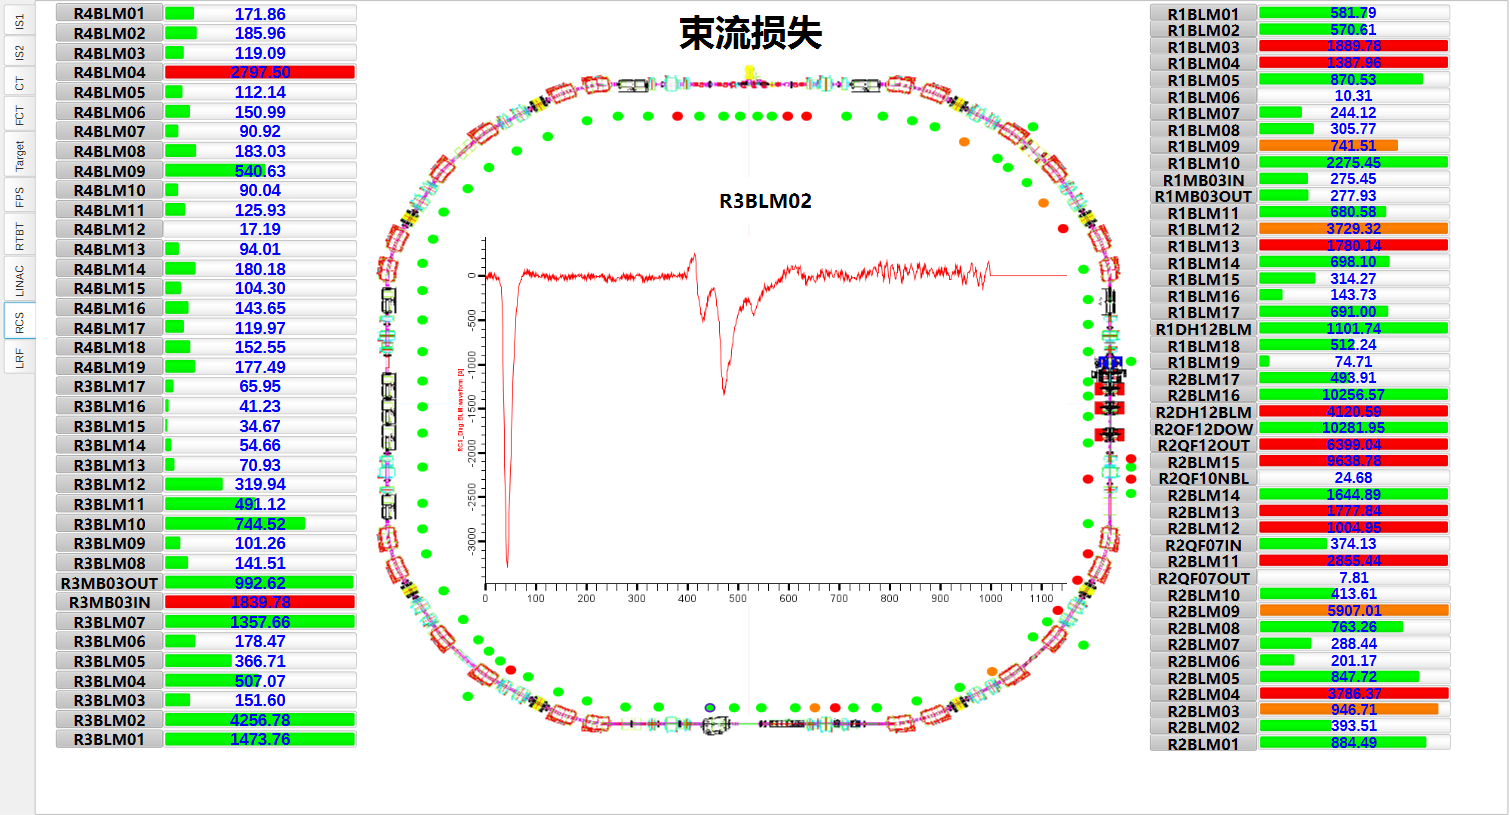 束流损失
IS1
IS2
CT
FCT
Target
FPS
RTBT
LINAC
RCS
LRF
R4BLM01 171.86
R4BLM02 185.96
R4BLM03 119.09
R4BLM04 2797.50
R4BLM05 112.14
R4BLM06 150.99
R4BLM07 90.92
R4BLM08 183.03
R4BLM09 540.63
R4BLM10 90.04
R4BLM11 125.93
R4BLM12 17.19
R4BLM13 94.01
R4BLM14 180.18
R4BLM15 104.30
R4BLM16 143.65
R4BLM17 119.97
R4BLM18 152.55
R4BLM19 177.49
R3BLM17 65.95
R3BLM16 41.23
R3BLM15 34.67
R3BLM14 54.66
R3BLM13 70.93
R3BLM12 319.94
R3BLM11 491.12
R3BLM10 744.52
R3BLM09 101.26
R3BLM08 141.51
R3MB03OUT 992.62
R3MB03IN 1839.78
R3BLM07 1357.66
R3BLM06 178.47
R3BLM05 366.71
R3BLM04 507.07
R3BLM03 151.60
R3BLM02 4256.78
R3BLM01 1473.76
R3BLM02
0
-500
-1000
-1500
-2000
-2500
-3000
0 100 200 300 400 500 600 700 800 900 1000 1100
R1BLM01 581.79
R1BLM02 570.61
R1BLM03 1889.78
R1BLM04 1387.96
R1BLM05 870.53
R1BLM06 10.31
R1BLM07 244.12
R1BLM08 305.77
R1BLM09 741.51
R1BLM10 2275.45
R1MB03IN 275.45
R1MB03OUT 277.93
R1BLM11 680.58
R1BLM12 3729.32
R1BLM13 1780.14
R1BLM14 698.10
R1BLM15 314.27
R1BLM16 143.73
R1BLM17 691.00
R1DH12BLM 1101.74
R1BLM18 512.24
R1BLM19 74.71
R2BLM17 493.91
R2BLM16 10256.57
R2DH12BLM 4120.59
R2QF12DOW 10281.95
R2QF12OUT 6399.04
R2BLM15 9638.78
R2QF10NBL 24.68
R2BLM14 1644.89
R2BLM13 1777.84
R2BLM12 1004.95
R2QF07IN 374.13
R2BLM11 2855.44
R2QF07OUT 7.81
R2BLM10 413.61
R2BLM09 5907.01
R2BLM08 763.26
R2BLM07 288.44
R2BLM06 201.17
R2BLM05 847.72
R2BLM04 3786.37
R2BLM03 946.71
R2BLM02 393.51
R2BLM01 884.49